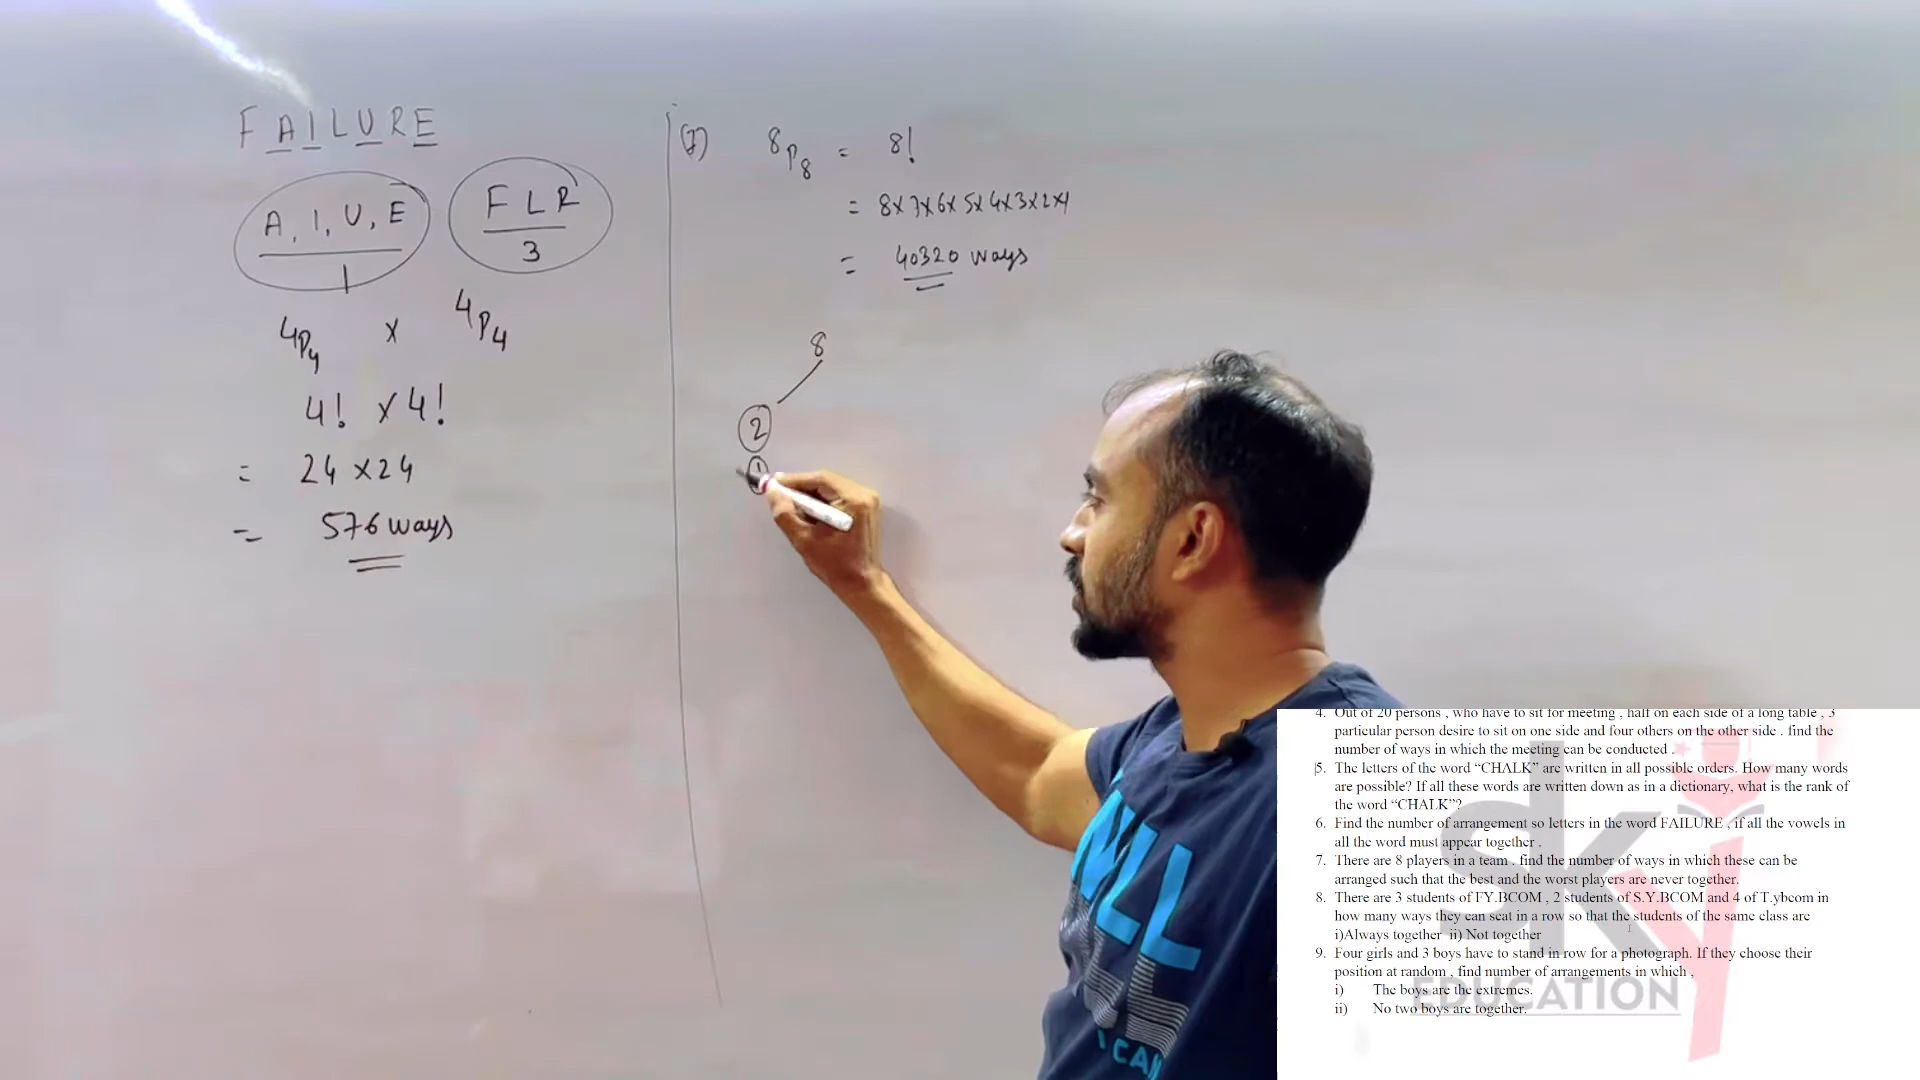 FAILURE
A, I, U, E
1
FLR
3
4P4 x 4P4
4! x 4!
= 24 x 24
= 576 ways
(7) 8P8 = 8!
= 8x7x6x5x4x3x2x1
= 40320 ways
8
2
1
4. Out of 20 persons , who have to sit for meeting , half on each side of a long table , 3
particular person desire to sit on one side and four others on the other side . find the
number of ways in which the meeting can be conducted .
5. The letters of the word “CHALK” are written in all possible orders. How many words
are possible? If all these words are written down as in a dictionary, what is the rank of
the word “CHALK”?
6. Find the number of arrangement so letters in the word FAILURE , if all the vowels in
all the word must appear together .
7. There are 8 players in a team . find the number of ways in which these can be
arranged such that the best and the worst players are never together.
8. There are 3 students of FY.BCOM , 2 students of S.Y.BCOM and 4 of T.ybcom in
how many ways they can seat in a row so that the students of the same class are
i)Always together ii) Not together
9. Four girls and 3 boys have to stand in row for a photograph. If they choose their
position at random , find number of arrangements in which ,
i) The boys are the extremes.
ii) No two boys are together.
sky
EDUCATION
I CAN